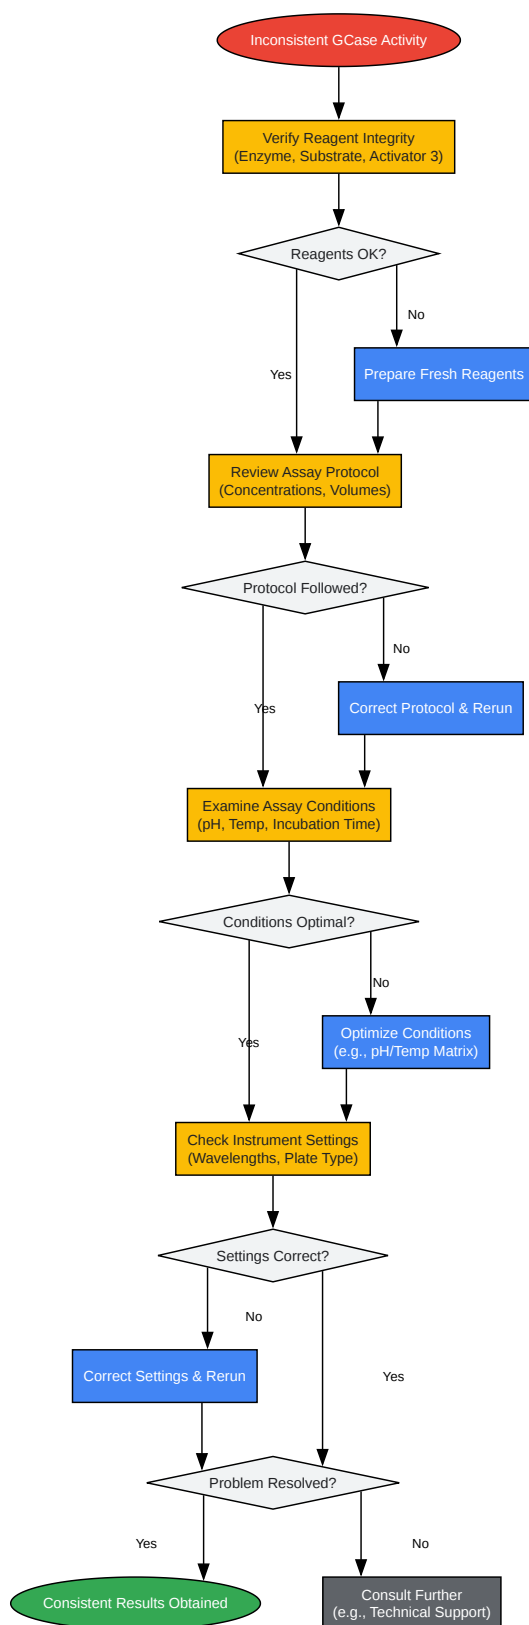 Inconsistent GCase Activity
Verify Reagent Integrity
(Enzyme, Substrate, Activator 3)
Reagents OK?
No
Yes
Prepare Fresh Reagents
Review Assay Protocol
(Concentrations, Volumes)
Protocol Followed?
No
Yes
Correct Protocol & Rerun
Examine Assay Conditions
(pH, Temp, Incubation Time)
Conditions Optimal?
No
Yes
Optimize Conditions
(e.g., pH/Temp Matrix)
Check Instrument Settings
(Wavelengths, Plate Type)
Settings Correct?
No
Correct Settings & Rerun
Yes
Problem Resolved?
Yes
No
Consistent Results Obtained
Consult Further
(e.g., Technical Support)